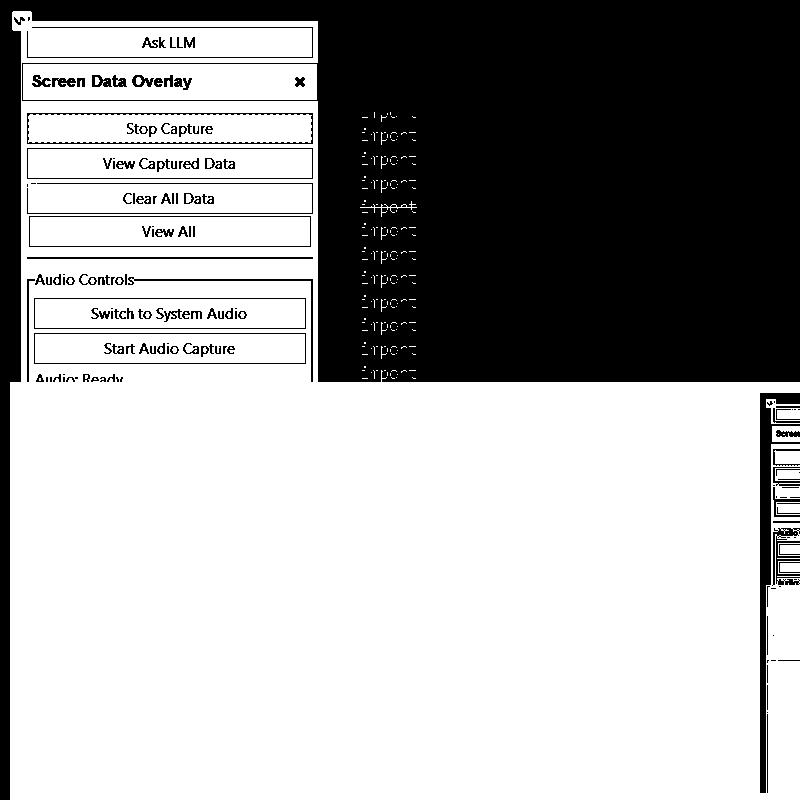 Ask LLM
Screen Data Overlay ×
Stop Capture
View Captured Data
Clear All Data
View All
Audio Controls
Switch to System Audio
Start Audio Capture
Audio: Ready
import
import
import
import
import
import
import
import
import
import
import
import
Screen